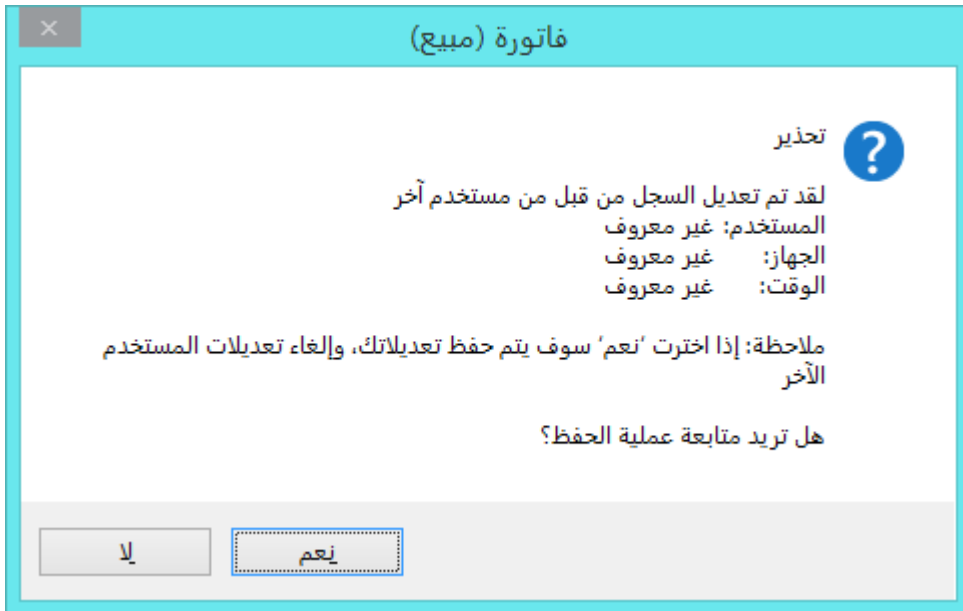 فاتورة (مبيع)
تحذير
لقد تم تعديل السجل من قبل من مستخدم آخر
المستخدم: غير معروف
الجهاز: غير معروف
الوقت: غير معروف
ملاحظة: إذا اخترت ‘نعم’ سوف يتم حفظ تعديلاتك، وإلغاء تعديلات المستخدم
الآخر
هل تريد متابعة عملية الحفظ؟
نعم
لا